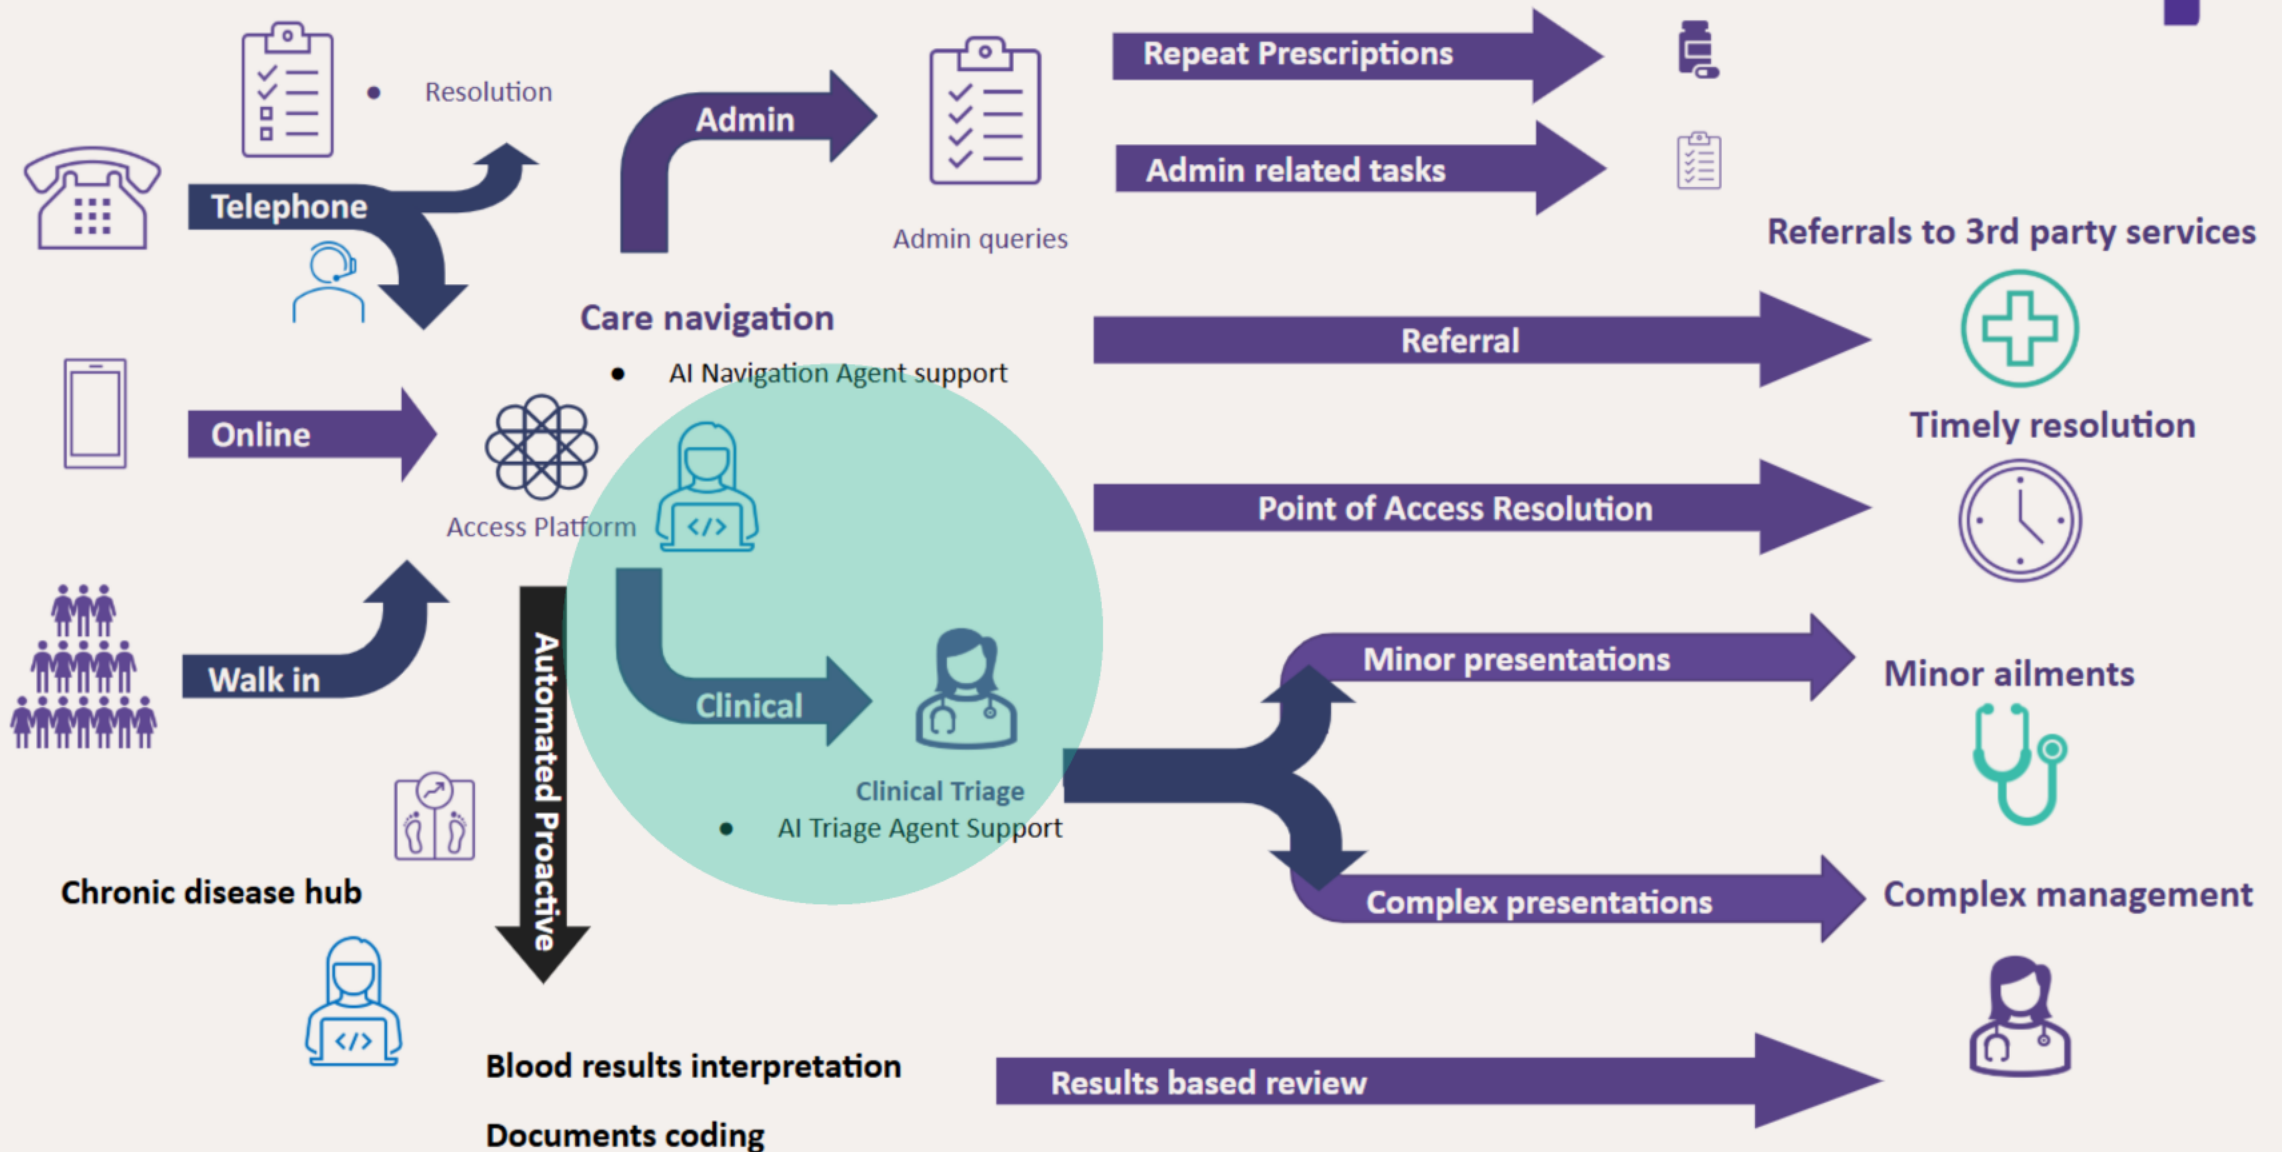 Resolution
Telephone
Online
Walk in
Access Platform
Admin
Admin queries
Repeat Prescriptions
Admin related tasks
Care navigation
● AI Navigation Agent support
Referral
Referrals to 3rd party services
Point of Access Resolution
Timely resolution
</>
Clinical
Clinical Triage
● AI Triage Agent Support
Minor presentations
Minor ailments
Complex presentations
Complex management
Automated Proactive
Chronic disease hub
</>
Blood results interpretation
Documents coding
Results based review